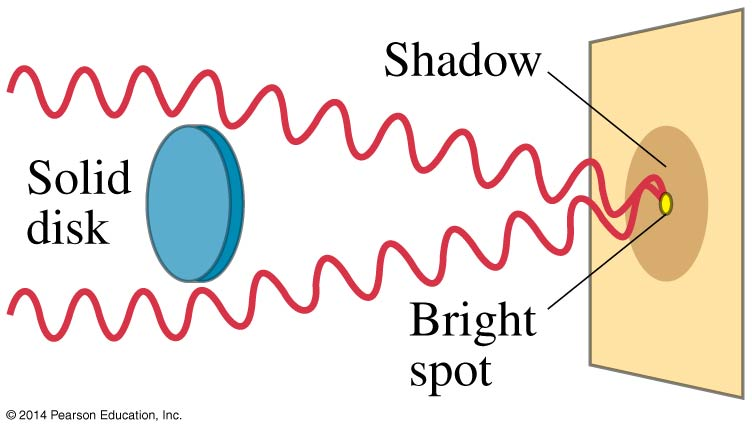 Shadow
Solid
disk
Bright
spot
© 2014 Pearson Education, Inc.